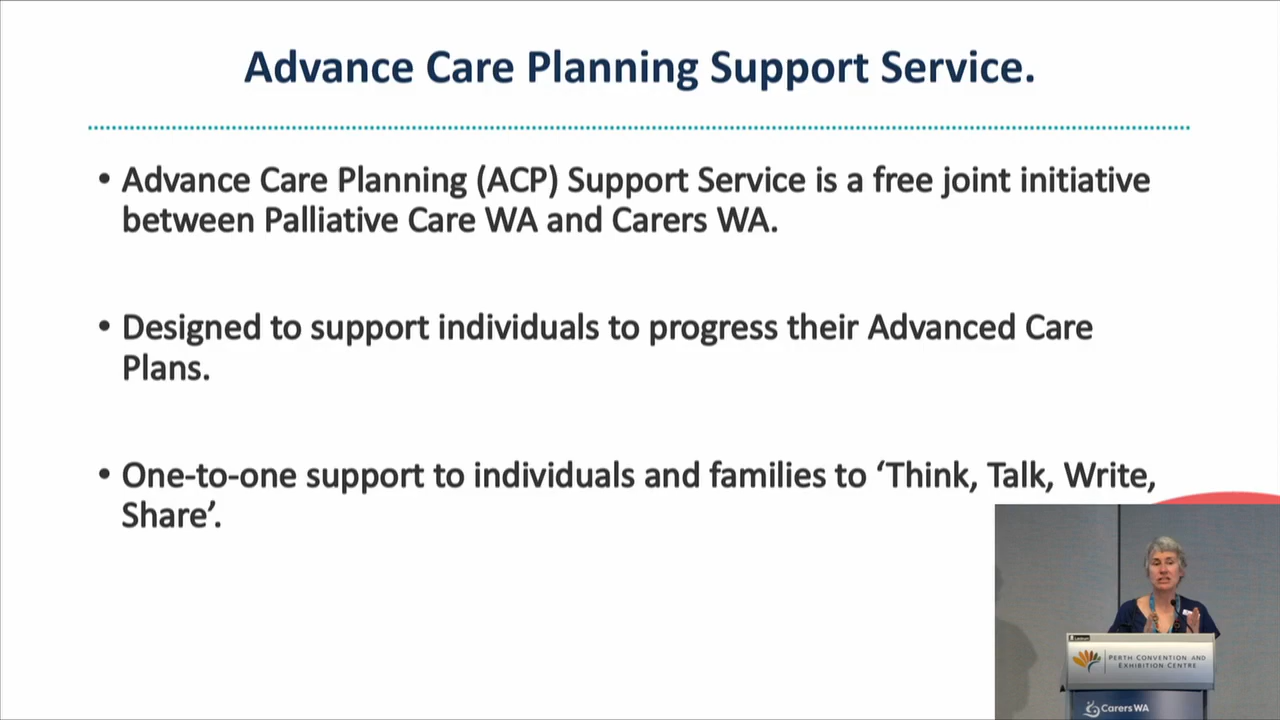 Advance Care Planning Support Service.
• Advance Care Planning (ACP) Support Service is a free joint initiative
between Palliative Care WA and Carers WA.
• Designed to support individuals to progress their Advanced Care
Plans.
• One-to-one support to individuals and families to ‘Think, Talk, Write,
Share’.
PERTH CONVENTION AND
EXHIBITION CENTRE
Carers WA